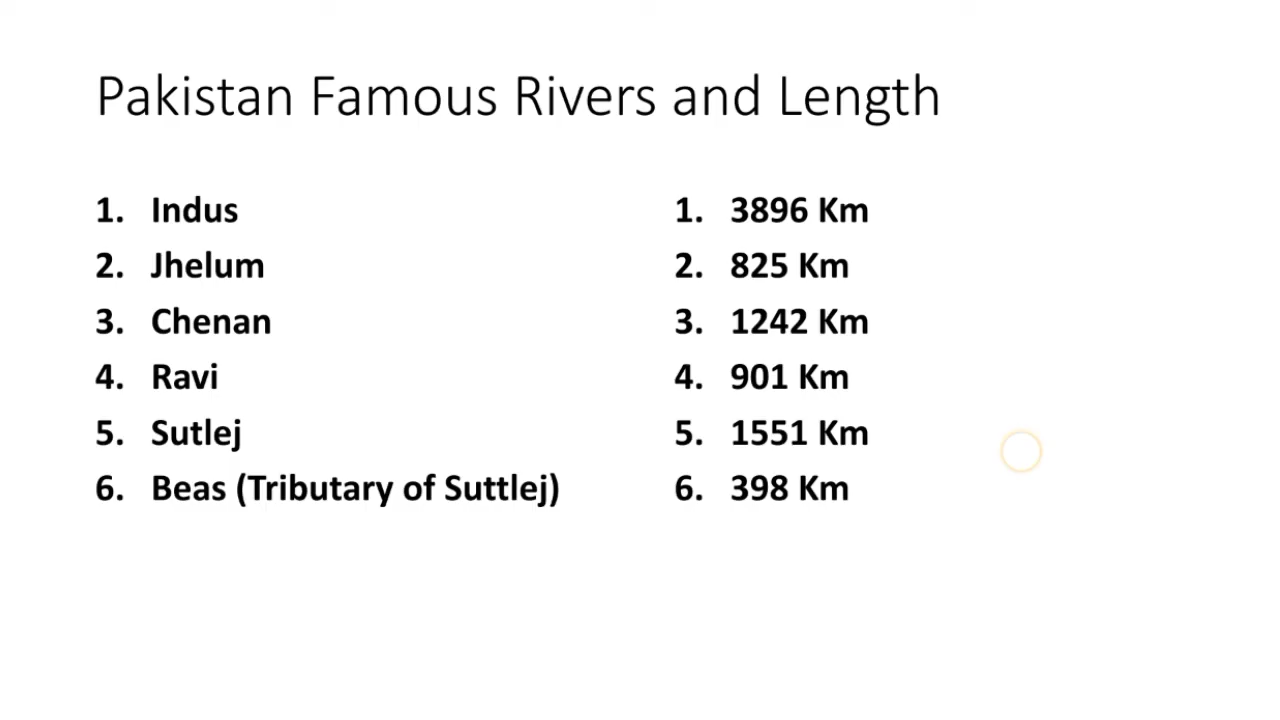 Pakistan Famous Rivers and Length
1. Indus
2. Jhelum
3. Chenan
4. Ravi
5. Sutlej
6. Beas (Tributary of Suttlej)
1. 3896 Km
2. 825 Km
3. 1242 Km
4. 901 Km
5. 1551 Km
6. 398 Km